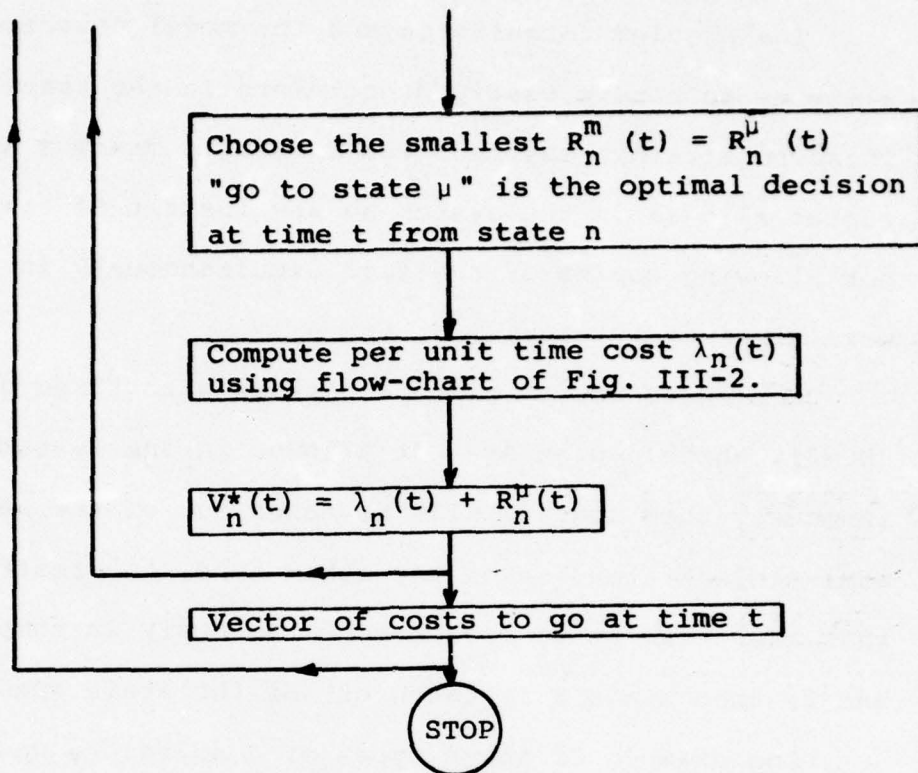 Choose the smallest R_n^m (t) = R_n^μ (t)
"go to state μ" is the optimal decision
at time t from state n
Compute per unit time cost λ_n(t)
using flow-chart of Fig. III-2.
V_n^*(t) = λ_n(t) + R_n^μ(t)
Vector of costs to go at time t
STOP